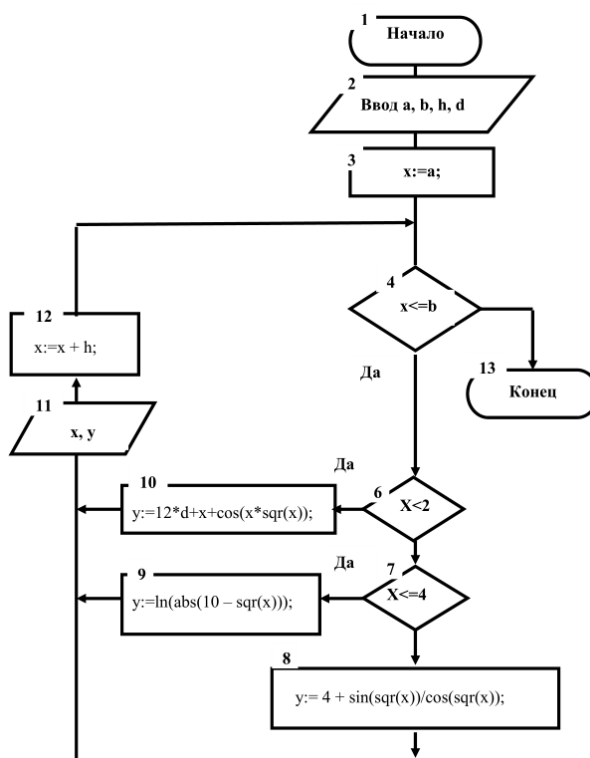 1
Начало
2
Ввод a, b, h, d
3
x:=a;
4
x<=b
12
x:=x + h;
Да
13
Конец
11
x, y
Да
10
y:=12*d+x+cos(x*sqr(x));
6
X<2
Да
9
y:=ln(abs(10 – sqr(x)));
7
X<=4
8
y:= 4 + sin(sqr(x))/cos(sqr(x));